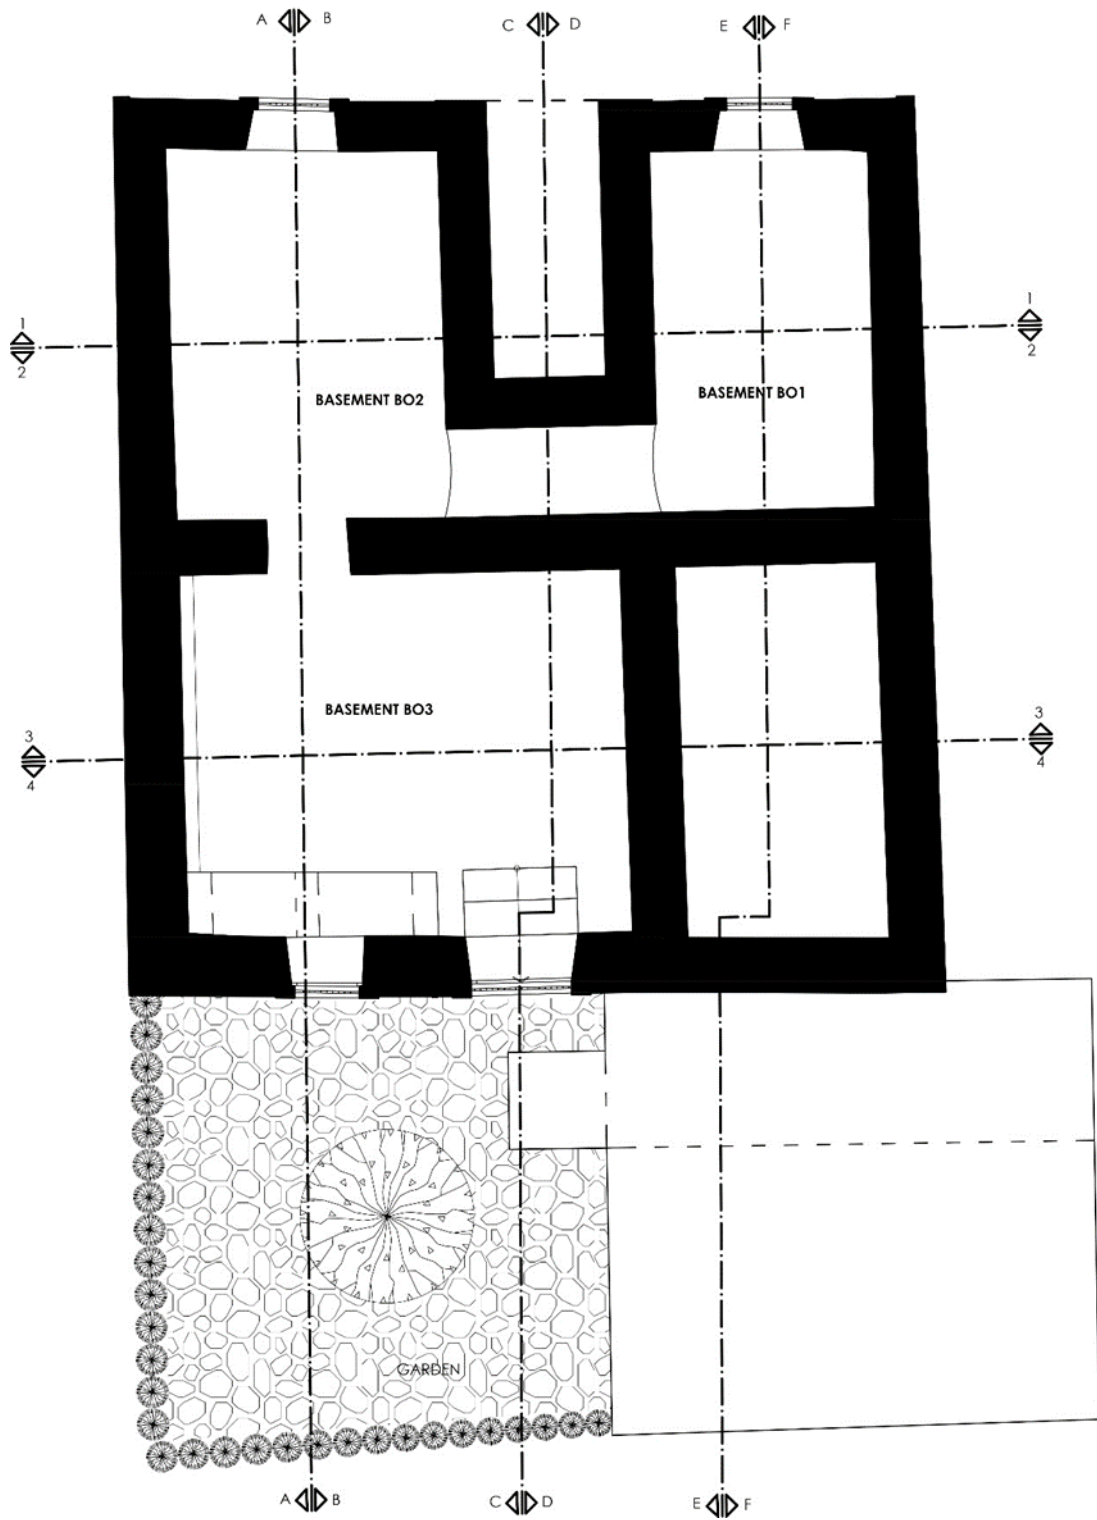 A B
C D
E F
1
2
1
2
BASEMENT BO2
BASEMENT BO1
BASEMENT BO3
3
4
3
4
GARDEN
A B
C D
E F